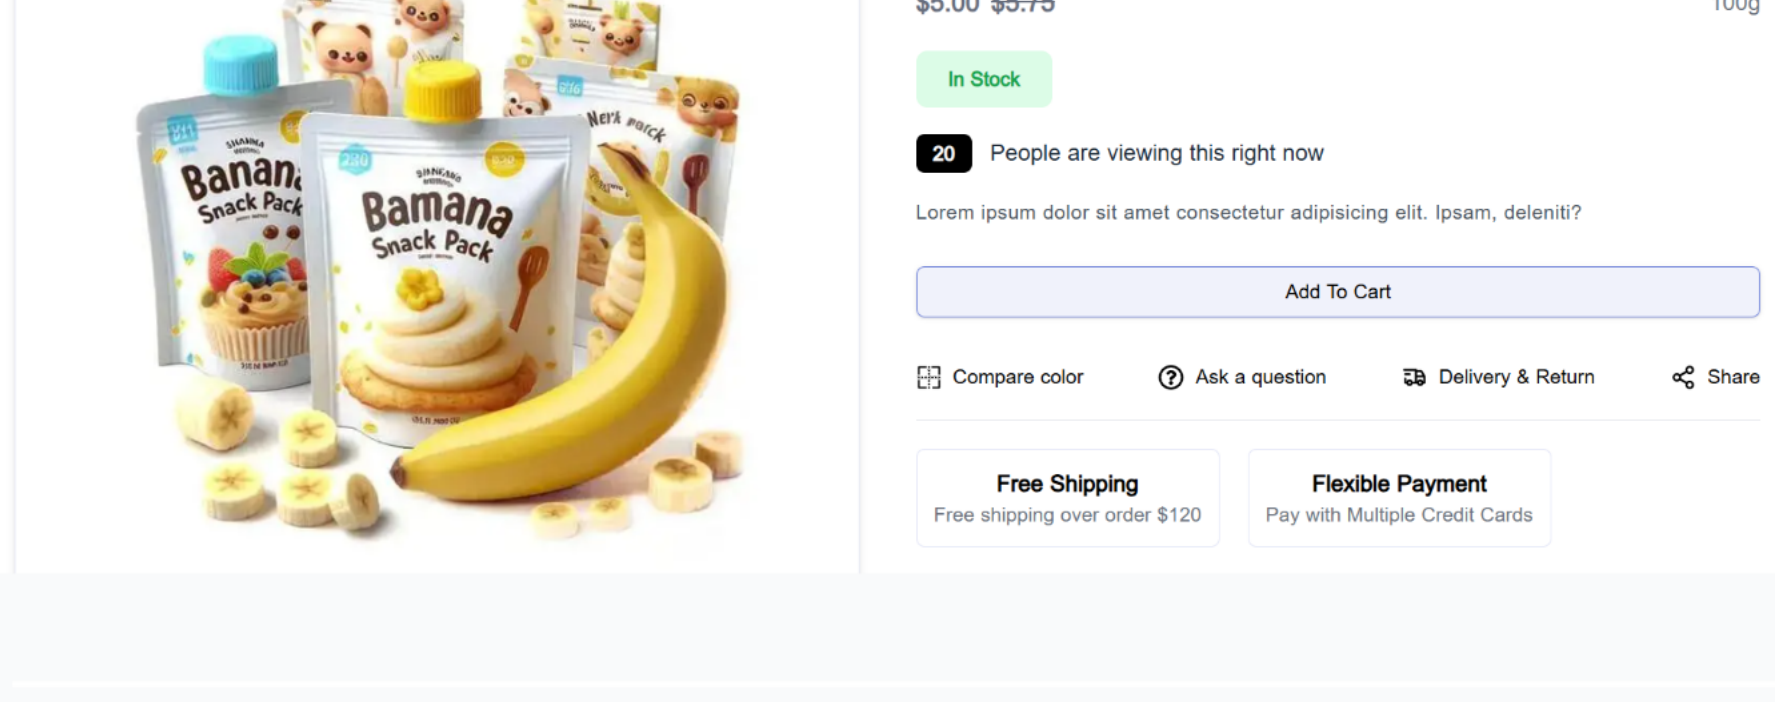 $5.00 $5.75
100g
In Stock
20 People are viewing this right now
Lorem ipsum dolor sit amet consectetur adipisicing elit. Ipsam, deleniti?
Add To Cart
Compare color Ask a question Delivery & Return Share
Free Shipping
Free shipping over order $120
Flexible Payment
Pay with Multiple Credit Cards
Banana
Snack Pack
Bamana
Snack Pack